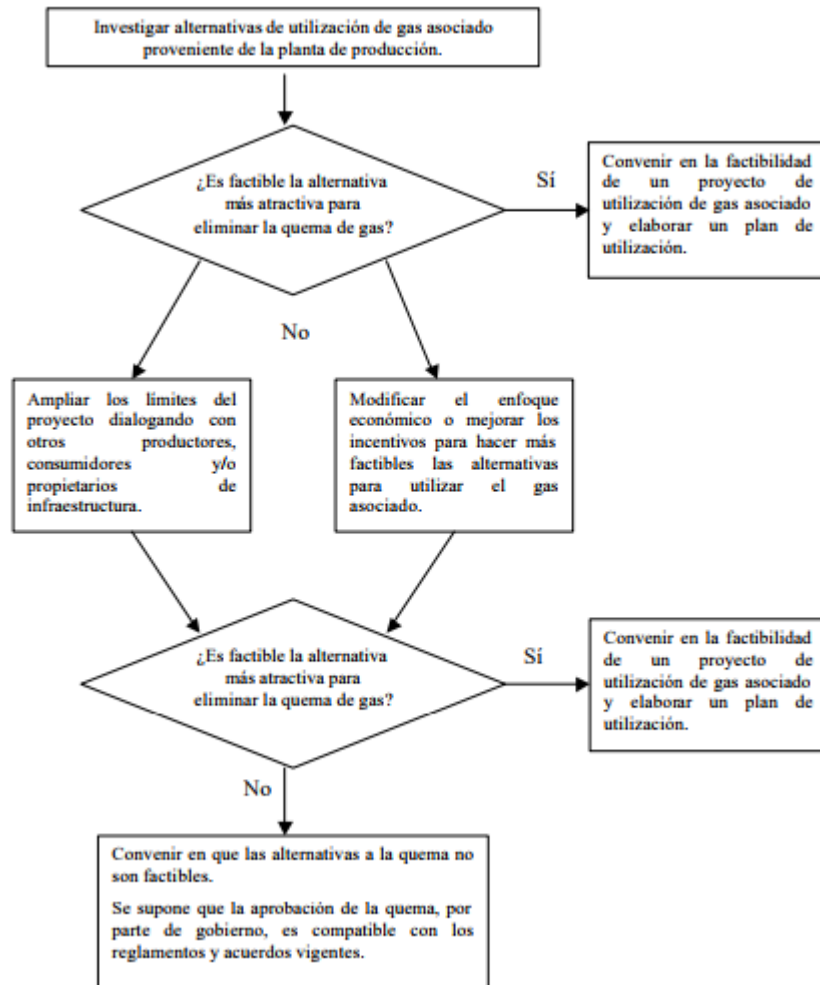 Investigar alternativas de utilización de gas asociado
proveniente de la planta de producción.
¿Es factible la alternativa
más atractiva para
eliminar la quema de gas?
Sí
Convenir en la factibilidad
de un proyecto de
utilización de gas asociado
y elaborar un plan de
utilización.
No
Ampliar los límites del
proyecto dialogando con
otros productores,
consumidores y/o
propietarios de
infraestructura.
Modificar el enfoque
económico o mejorar los
incentivos para hacer más
factibles las alternativas
para utilizar el gas
asociado.
¿Es factible la alternativa
más atractiva para
eliminar la quema de gas?
Sí
Convenir en la factibilidad
de un proyecto de
utilización de gas asociado
y elaborar un plan de
utilización.
No
Convenir en que las alternativas a la quema no
son factibles.
Se supone que la aprobación de la quema, por
parte de gobierno, es compatible con los
reglamentos y acuerdos vigentes.